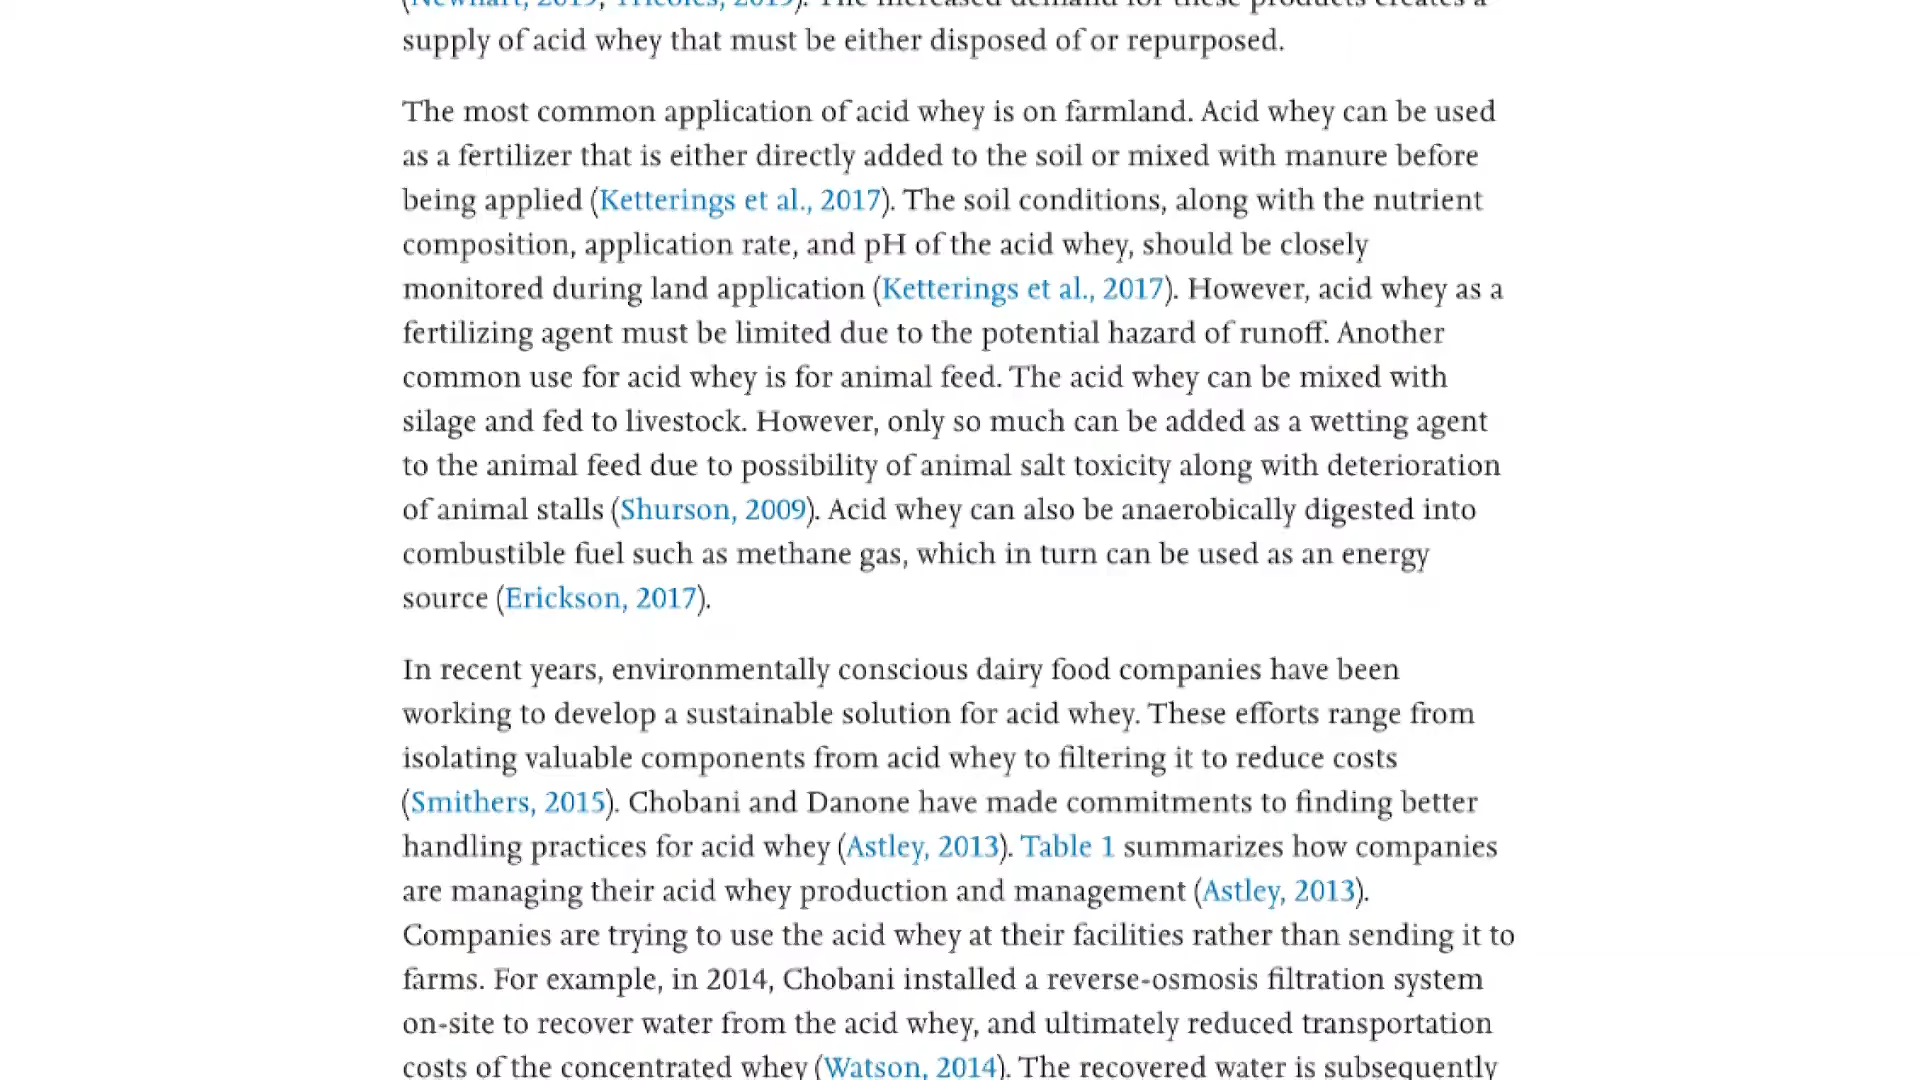 (Newhart, 2019; Tricoles, 2019). The increased demand for these products creates a
supply of acid whey that must be either disposed of or repurposed.
The most common application of acid whey is on farmland. Acid whey can be used
as a fertilizer that is either directly added to the soil or mixed with manure before
being applied (Ketterings et al., 2017). The soil conditions, along with the nutrient
composition, application rate, and pH of the acid whey, should be closely
monitored during land application (Ketterings et al., 2017). However, acid whey as a
fertilizing agent must be limited due to the potential hazard of runoff. Another
common use for acid whey is for animal feed. The acid whey can be mixed with
silage and fed to livestock. However, only so much can be added as a wetting agent
to the animal feed due to possibility of animal salt toxicity along with deterioration
of animal stalls (Shurson, 2009). Acid whey can also be anaerobically digested into
combustible fuel such as methane gas, which in turn can be used as an energy
source (Erickson, 2017).
In recent years, environmentally conscious dairy food companies have been
working to develop a sustainable solution for acid whey. These efforts range from
isolating valuable components from acid whey to filtering it to reduce costs
(Smithers, 2015). Chobani and Danone have made commitments to finding better
handling practices for acid whey (Astley, 2013). Table 1 summarizes how companies
are managing their acid whey production and management (Astley, 2013).
Companies are trying to use the acid whey at their facilities rather than sending it to
farms. For example, in 2014, Chobani installed a reverse-osmosis filtration system
on-site to recover water from the acid whey, and ultimately reduced transportation
costs of the concentrated whey (Watson, 2014). The recovered water is subsequently